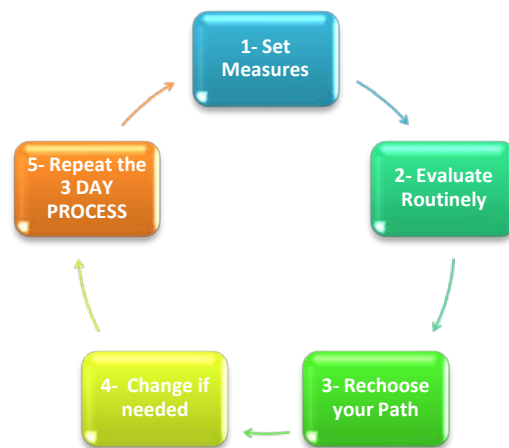 1- Set
Measures
2- Evaluate
Routinely
3- Rechoose
your Path
4-  Change if
needed
5- Repeat the
3 DAY
PROCESS